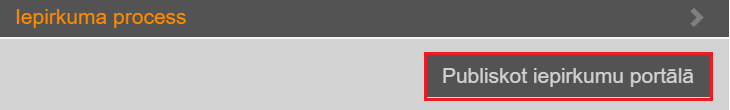 Iepirkuma process
Publiskot iepirkumu portālā